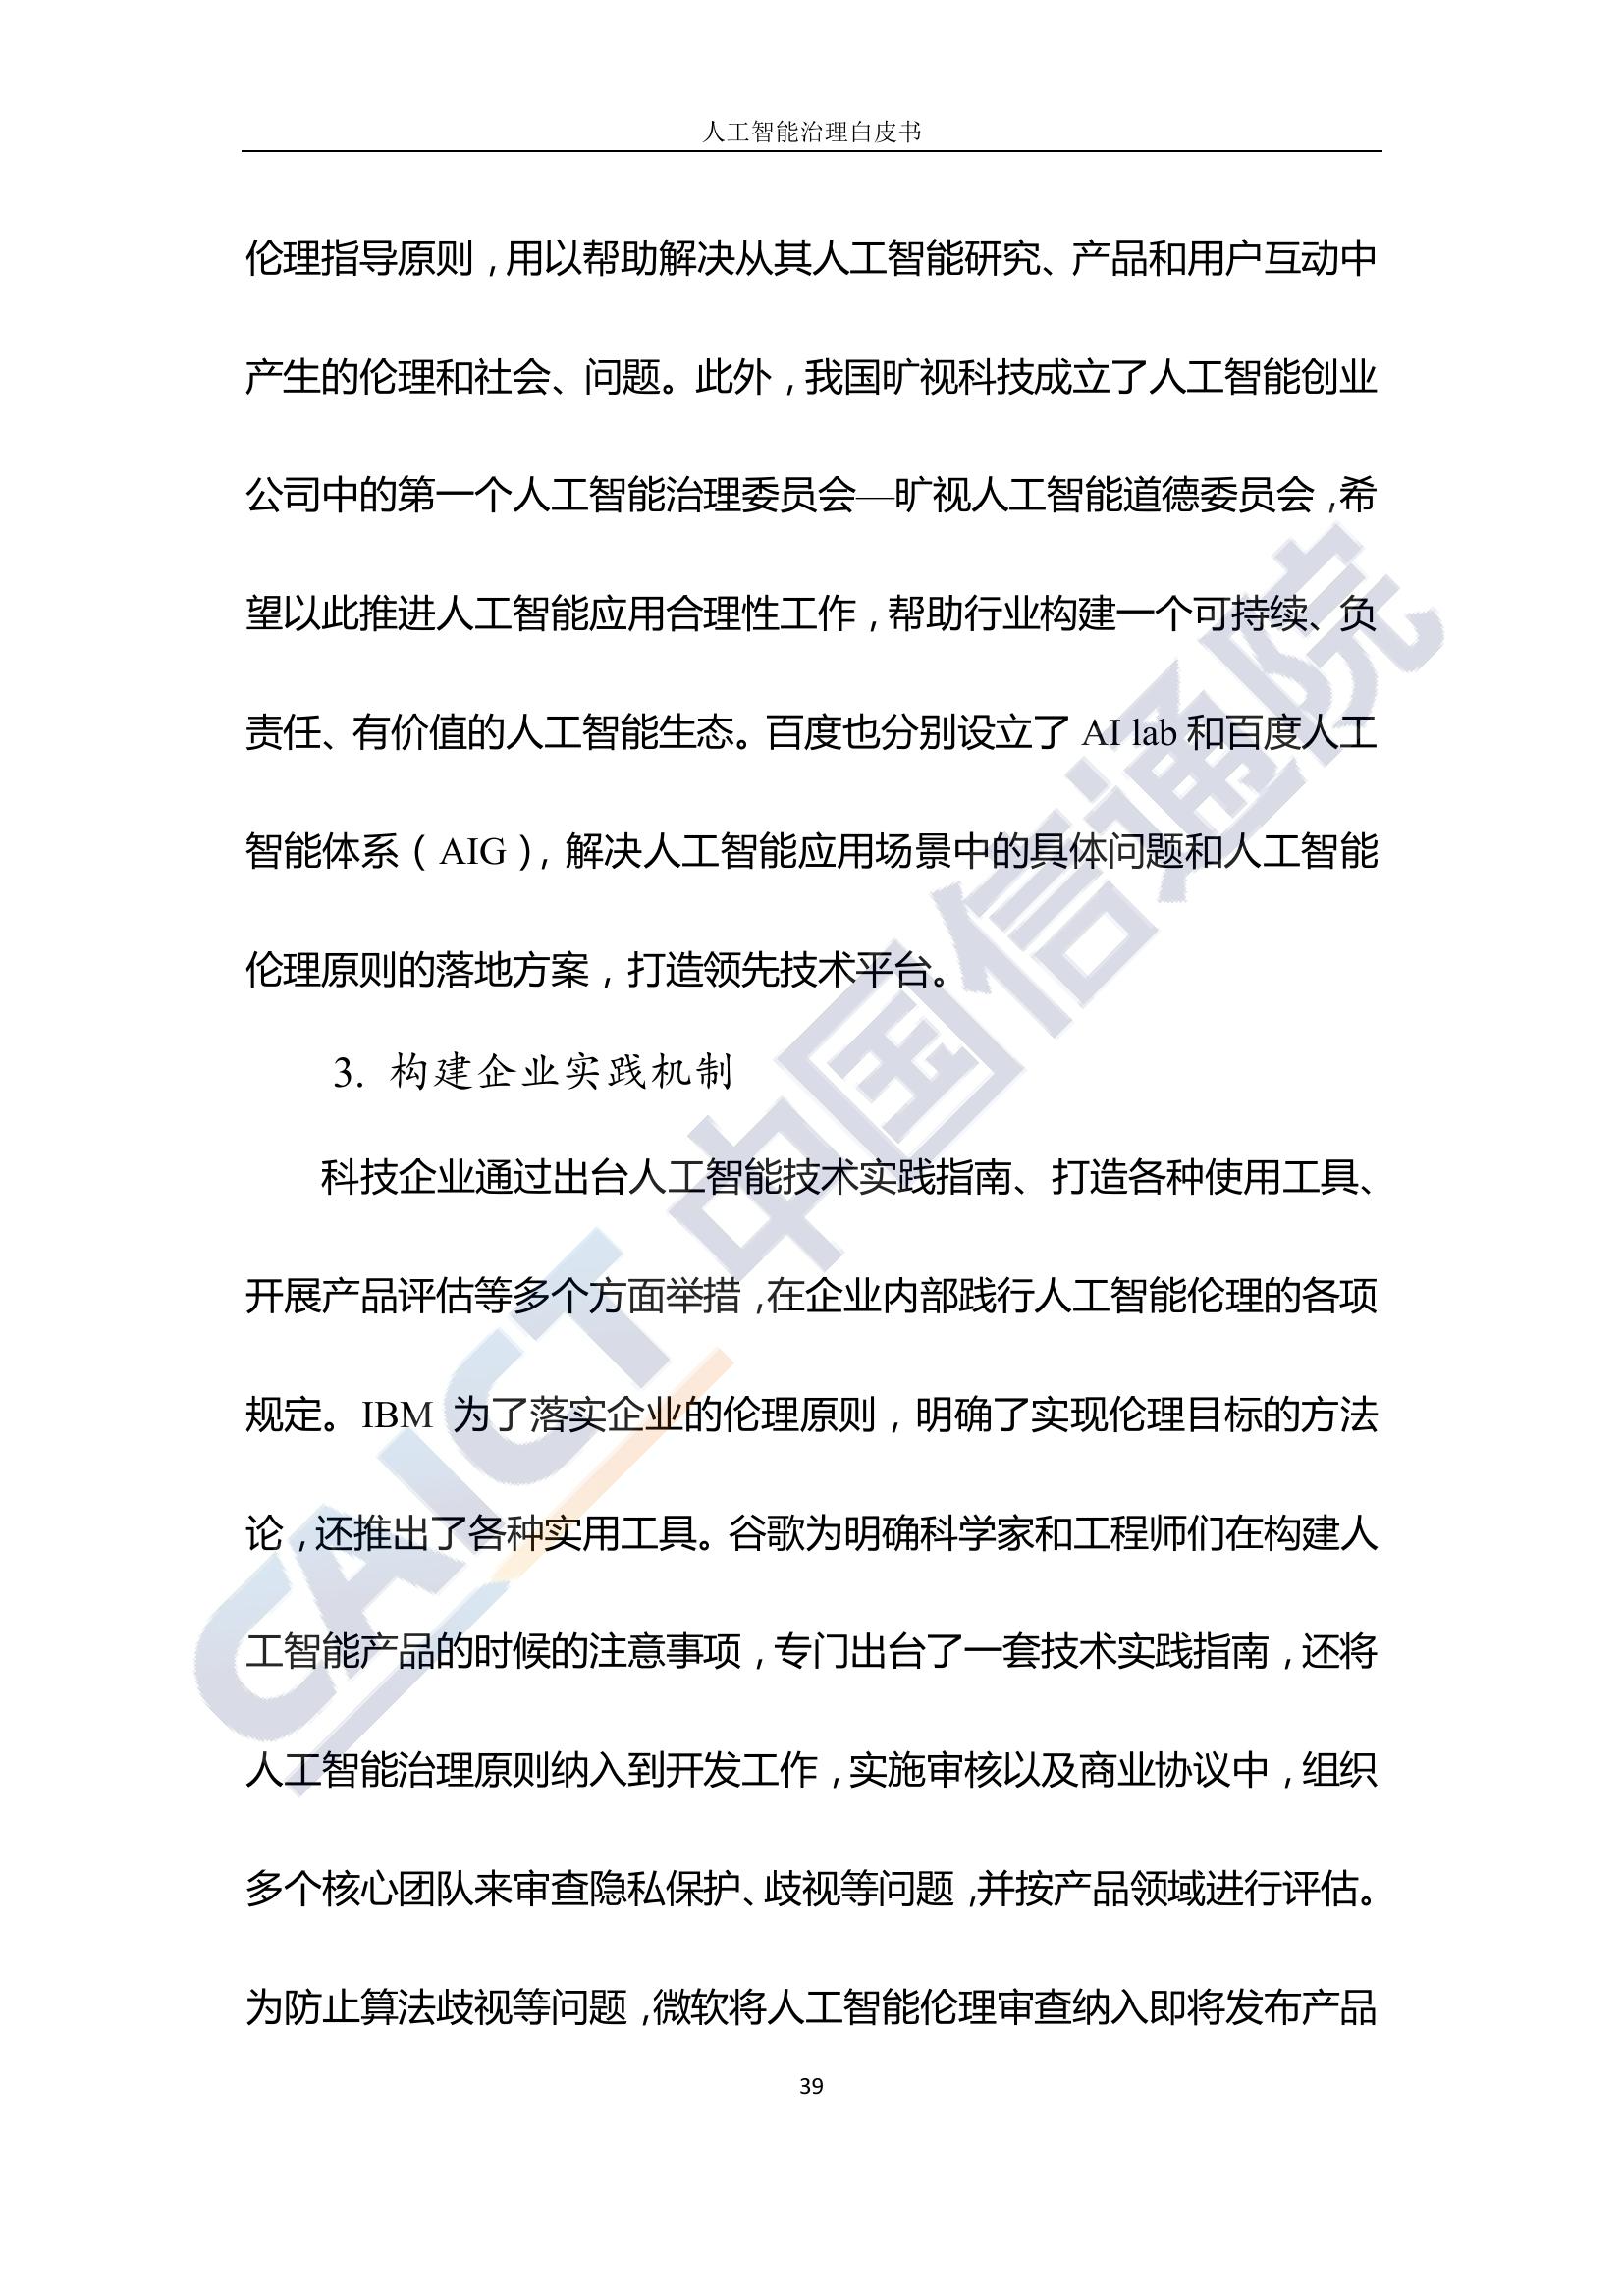 人工智能治理白皮书
伦理指导原则，用以帮助解决从其人工智能研究、产品和用户互动中
产生的伦理和社会、问题。此外，我国旷视科技成立了人工智能创业
公司中的第一个人工智能治理委员会—旷视人工智能道德委员会，希
望以此推进人工智能应用合理性工作，帮助行业构建一个可持续、负
责任、有价值的人工智能生态。百度也分别设立了 AI lab 和百度人工
智能体系（AIG），解决人工智能应用场景中的具体问题和人工智能
伦理原则的落地方案，打造领先技术平台。
3. 构建企业实践机制
科技企业通过出台人工智能技术实践指南、打造各种使用工具、
开展产品评估等多个方面举措，在企业内部践行人工智能伦理的各项
规定。IBM 为了落实企业的伦理原则，明确了实现伦理目标的方法
论，还推出了各种实用工具。谷歌为明确科学家和工程师们在构建人
工智能产品的时候的注意事项，专门出台了一套技术实践指南，还将
人工智能治理原则纳入到开发工作，实施审核以及商业协议中，组织
多个核心团队来审查隐私保护、歧视等问题，并按产品领域进行评估。
为防止算法歧视等问题，微软将人工智能伦理审查纳入即将发布产品
39
CAICT 中国信通院